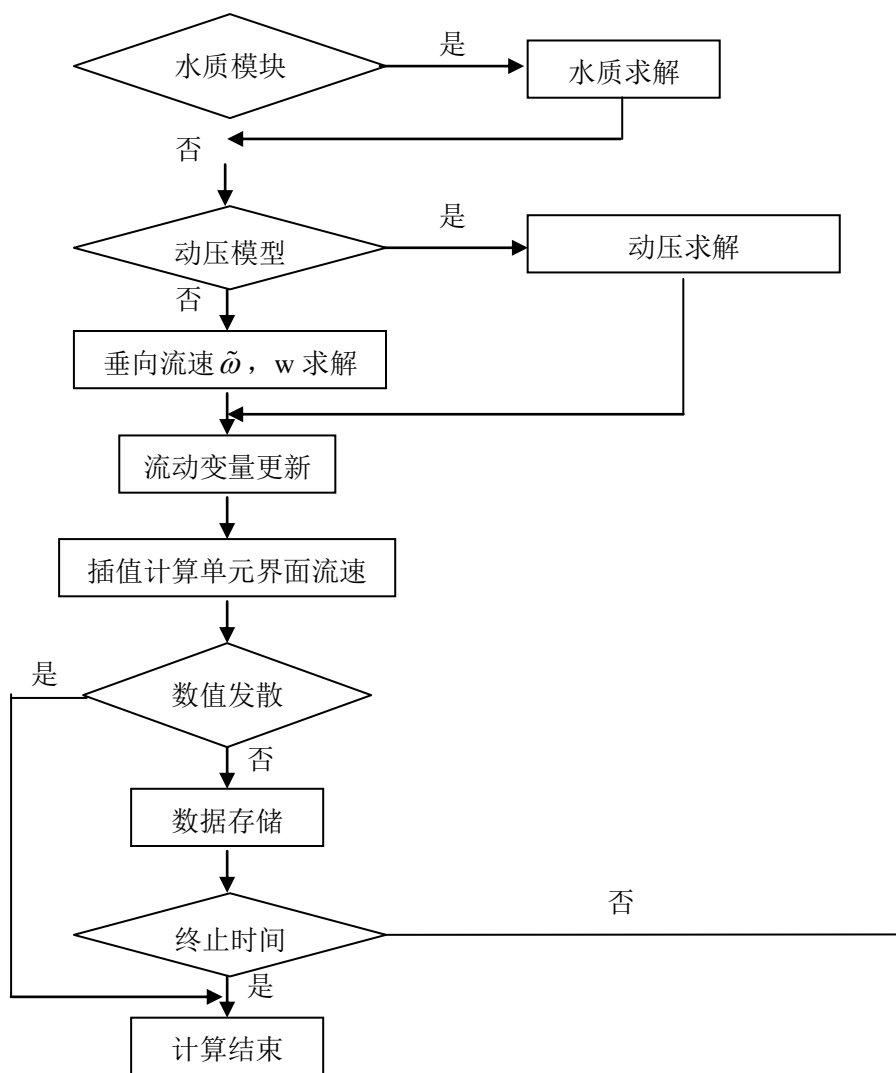 是
水质模块
水质求解
否
是
动压模型
动压求解
否
垂向流速 ω̃ ，w 求解
流动变量更新
插值计算单元界面流速
是
数值发散
否
数据存储
否
终止时间
是
计算结束